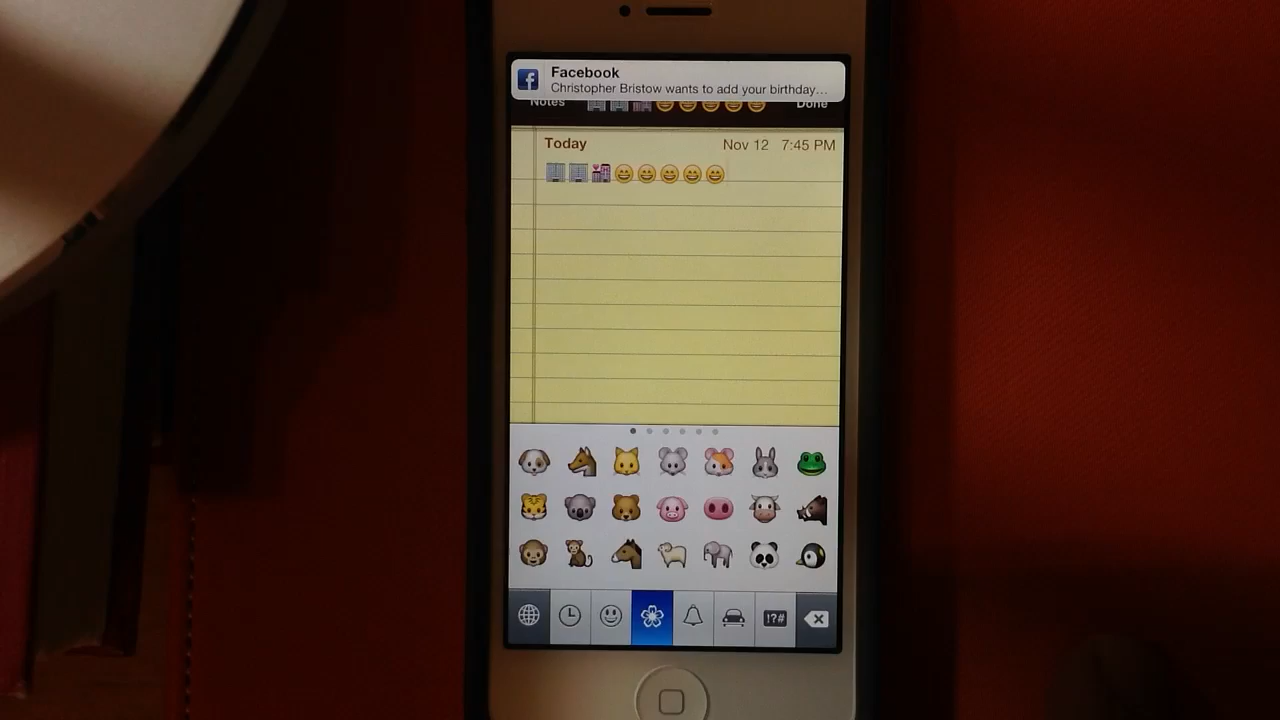 Facebook
Christopher Bristow wants to add your birthday...
Notes Done
Today Nov 12 7:45 PM
!?#